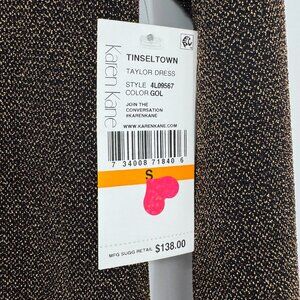 Karen Kane
TINSELTOWN
TAYLOR DRESS
STYLE 4L09567
COLOR GOL
JOIN THE
CONVERSATION
#KARENKANE
WWW.KARENKANE.COM
7 34008 71840 6
S
MFG SUGG RETAIL $138.00